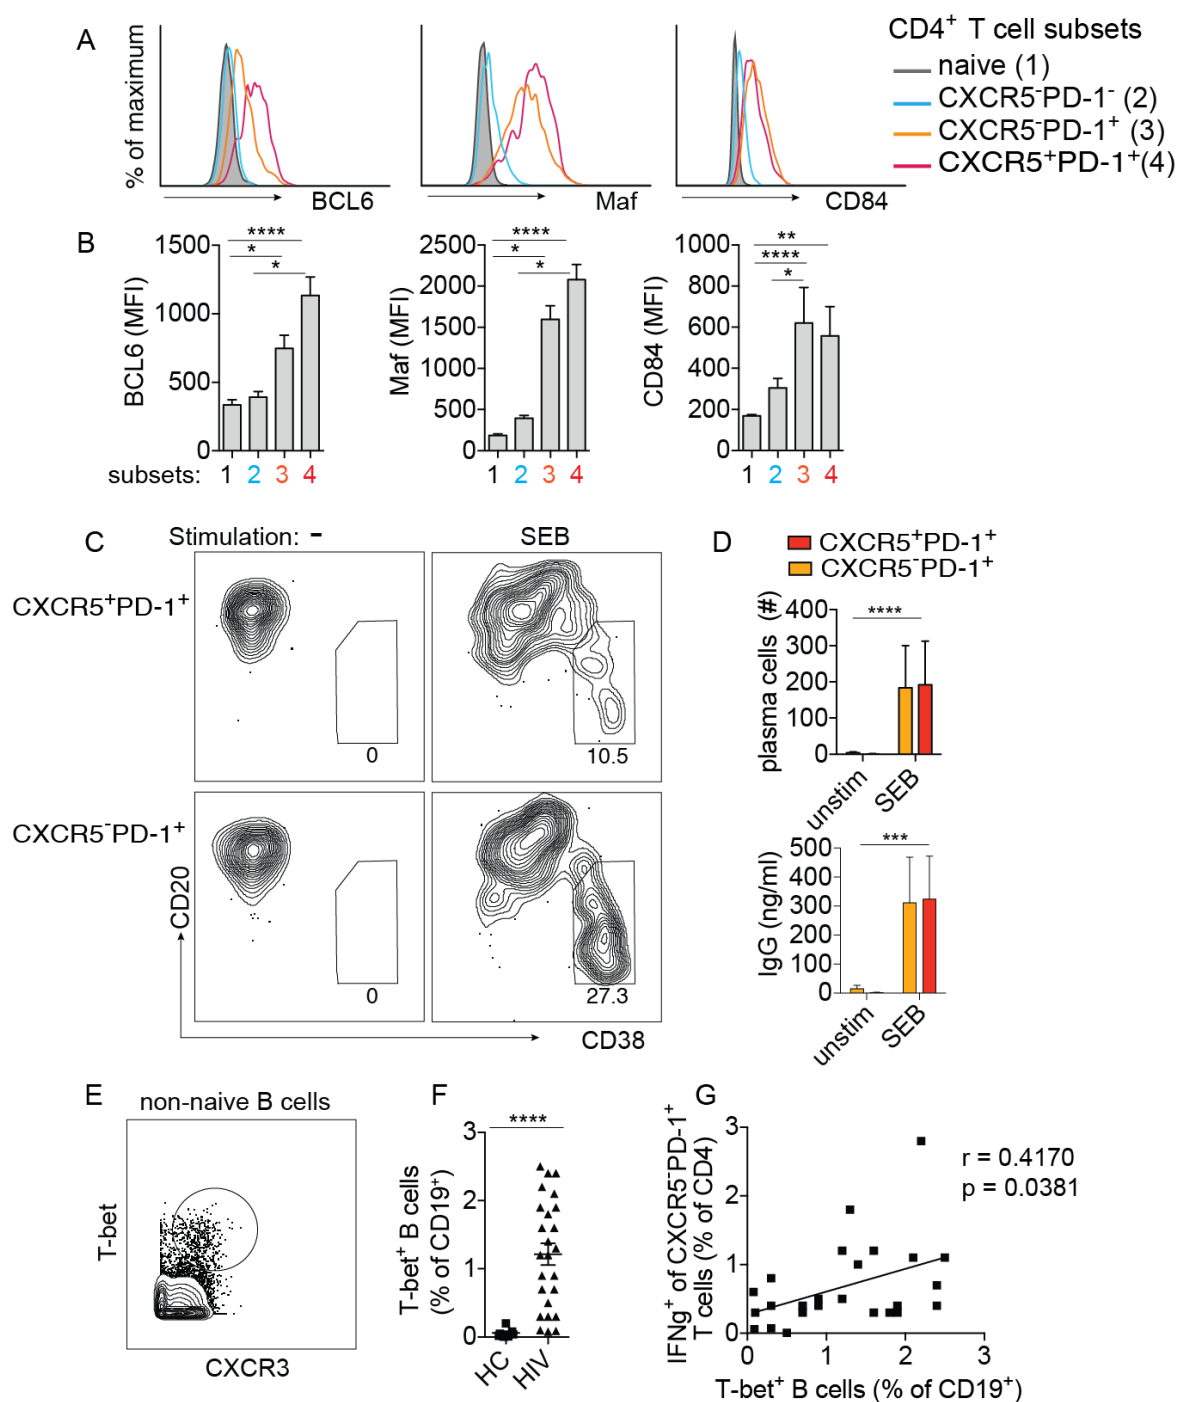 A
% of maximum
BCL6
Maf
CD84
CD4+ T cell subsets
naive (1)
CXCR5-PD-1- (2)
CXCR5-PD-1+ (3)
CXCR5+PD-1+(4)
B
BCL6 (MFI)
1500
1000
500
0
****
*
*
Maf (MFI)
2500
2000
1500
1000
500
0
****
*
*
CD84 (MFI)
1000
800
600
400
200
0
**
****
*
subsets: 1 2 3 4
1 2 3 4
1 2 3 4
C
Stimulation: -
SEB
CXCR5+PD-1+
0
10.5
CXCR5-PD-1+
0
27.3
CD20
CD38
D
CXCR5+PD-1+
CXCR5-PD-1+
plasma cells (#)
400
300
200
100
0
****
unstim
SEB
IgG (ng/ml)
500
400
300
200
100
0
***
unstim
SEB
E
non-naive B cells
T-bet
CXCR3
F
T-bet+ B cells
(% of CD19+)
3
2
1
0
****
HC
HIV
G
IFNg+ of CXCR5-PD-1+
T cells (% of CD4)
3
2
1
0
r = 0.4170
p = 0.0381
0 1 2 3
T-bet+ B cells (% of CD19+)